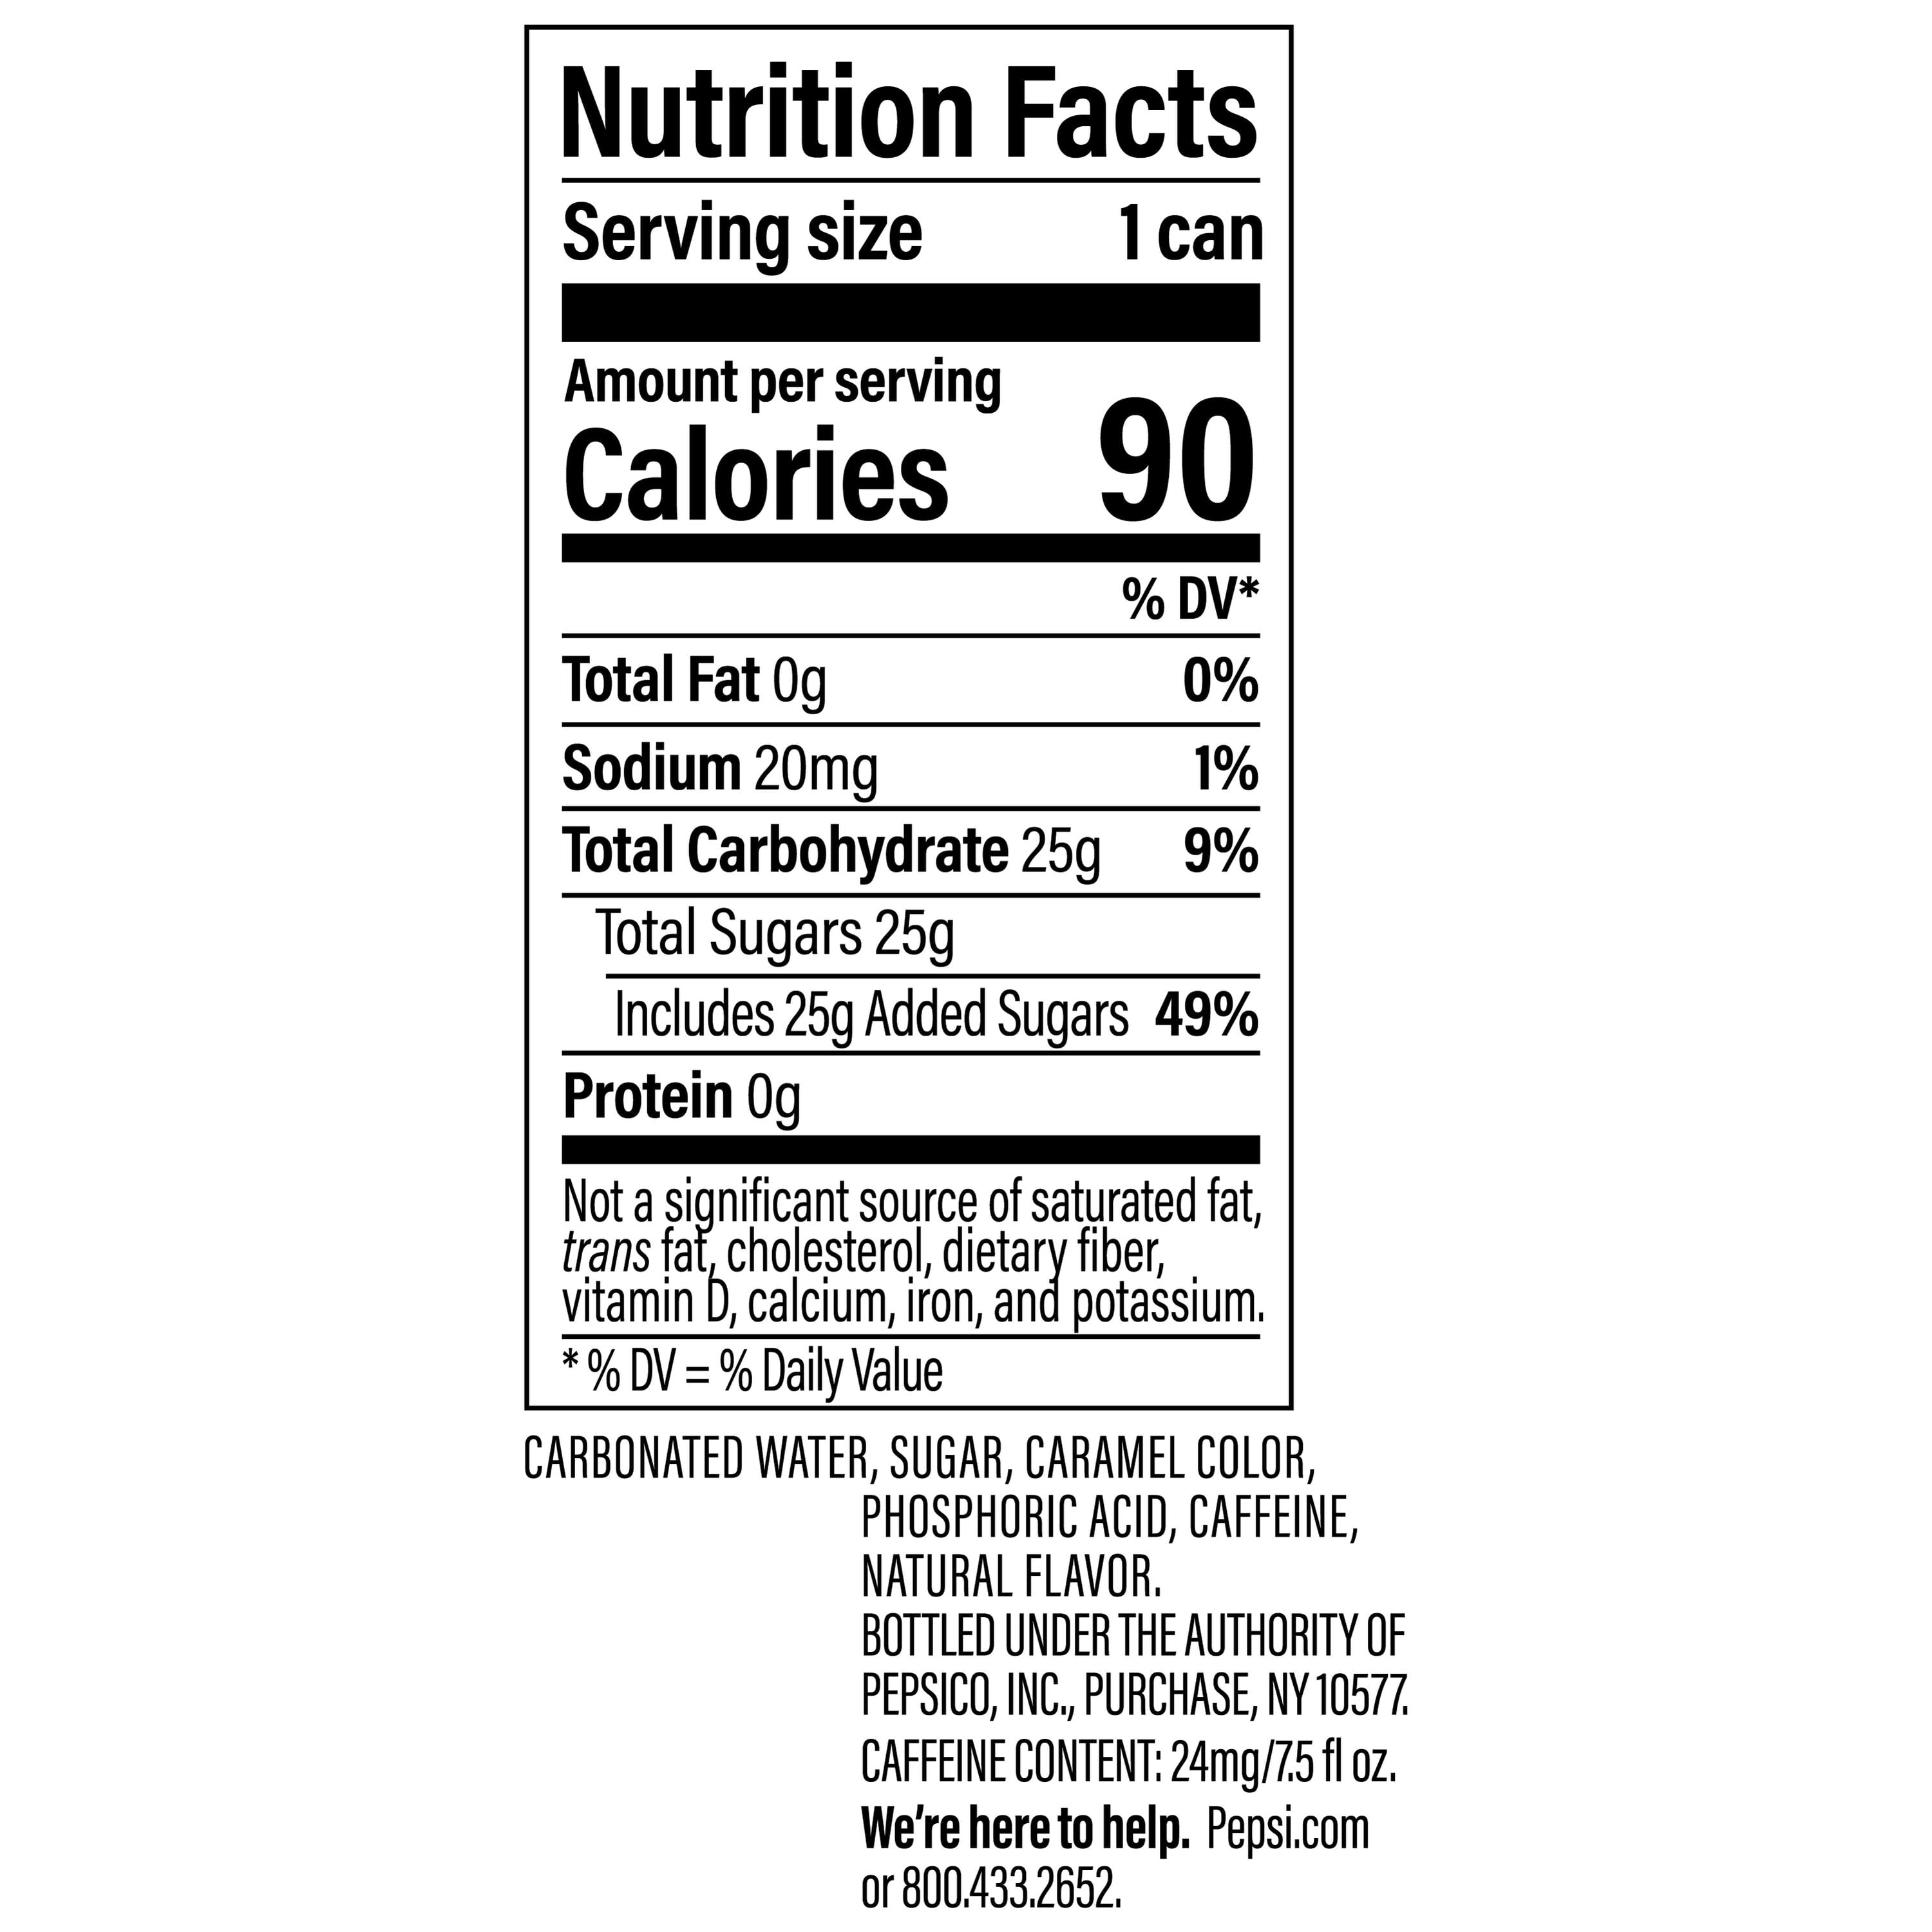 Nutrition Facts
Serving size 1 can
Amount per serving
Calories 90
% DV*
Total Fat 0g 0%
Sodium 20mg 1%
Total Carbohydrate 25g 9%
Total Sugars 25g
Includes 25g Added Sugars 49%
Protein 0g
Not a significant source of saturated fat,
trans fat, cholesterol, dietary fiber,
vitamin D, calcium, iron, and potassium.
* % DV = % Daily Value
CARBONATED WATER, SUGAR, CARAMEL COLOR,
PHOSPHORIC ACID, CAFFEINE,
NATURAL FLAVOR.
BOTTLED UNDER THE AUTHORITY OF
PEPSICO, INC., PURCHASE, NY 10577.
CAFFEINE CONTENT: 24mg/7.5 fl oz.
We're here to help. Pepsi.com
or 800.433.2652.